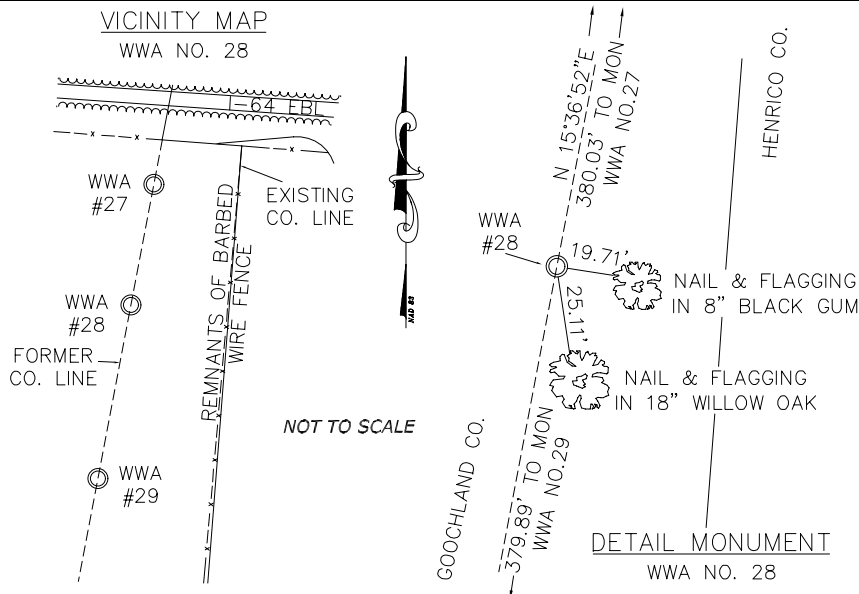 VICINITY MAP
WWA NO. 28
I-64 EBL
WWA
#27
EXISTING
CO. LINE
REMNANTS OF BARBED
WIRE FENCE
WWA
#28
FORMER
CO. LINE
WWA
#29
NAD 83
NOT TO SCALE
N 15°36'52"E
380.03' TO MON
WWA NO.27
HENRICO CO.
WWA
#28
19.71'
NAIL & FLAGGING
IN 8" BLACK GUM
25.11'
NAIL & FLAGGING
IN 18" WILLOW OAK
GOOCHLAND CO.
379.89' TO MON
WWA NO.29
DETAIL MONUMENT
WWA NO. 28